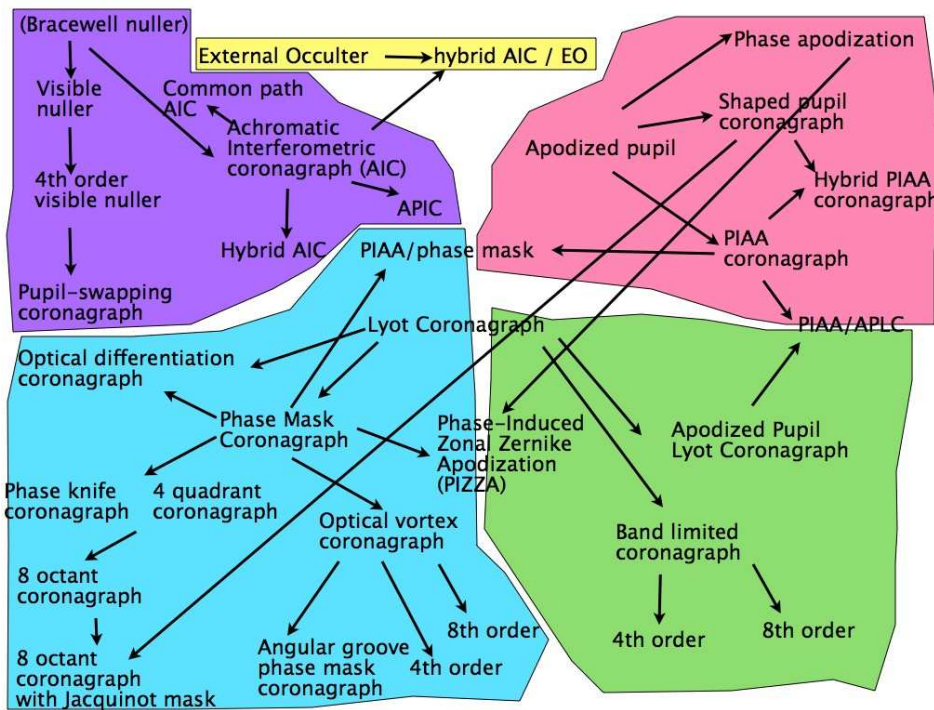 (Bracewell nuller)
Visible
nuller
4th order
visible nuller
Pupil-swapping
coronagraph
Common path
AIC
Achromatic
Interferometric
coronagraph (AIC)
APIC
Hybrid AIC
External Occulter
hybrid AIC / EO
Phase apodization
Shaped pupil
coronagraph
Apodized pupil
Hybrid PIAA
coronagraph
PIAA
coronagraph
PIAA/phase mask
PIAA/APLC
Lyot Coronagraph
Optical differentiation
coronagraph
Phase Mask
Coronagraph
Phase-Induced
Zonal Zernike
Apodization
(PIZZA)
Phase knife
coronagraph
4 quadrant
coronagraph
Optical vortex
coronagraph
8 octant
coronagraph
8 octant
coronagraph
with Jacquinot mask
Angular groove
phase mask
coronagraph
4th order
8th order
Apodized Pupil
Lyot Coronagraph
Band limited
coronagraph
4th order
8th order